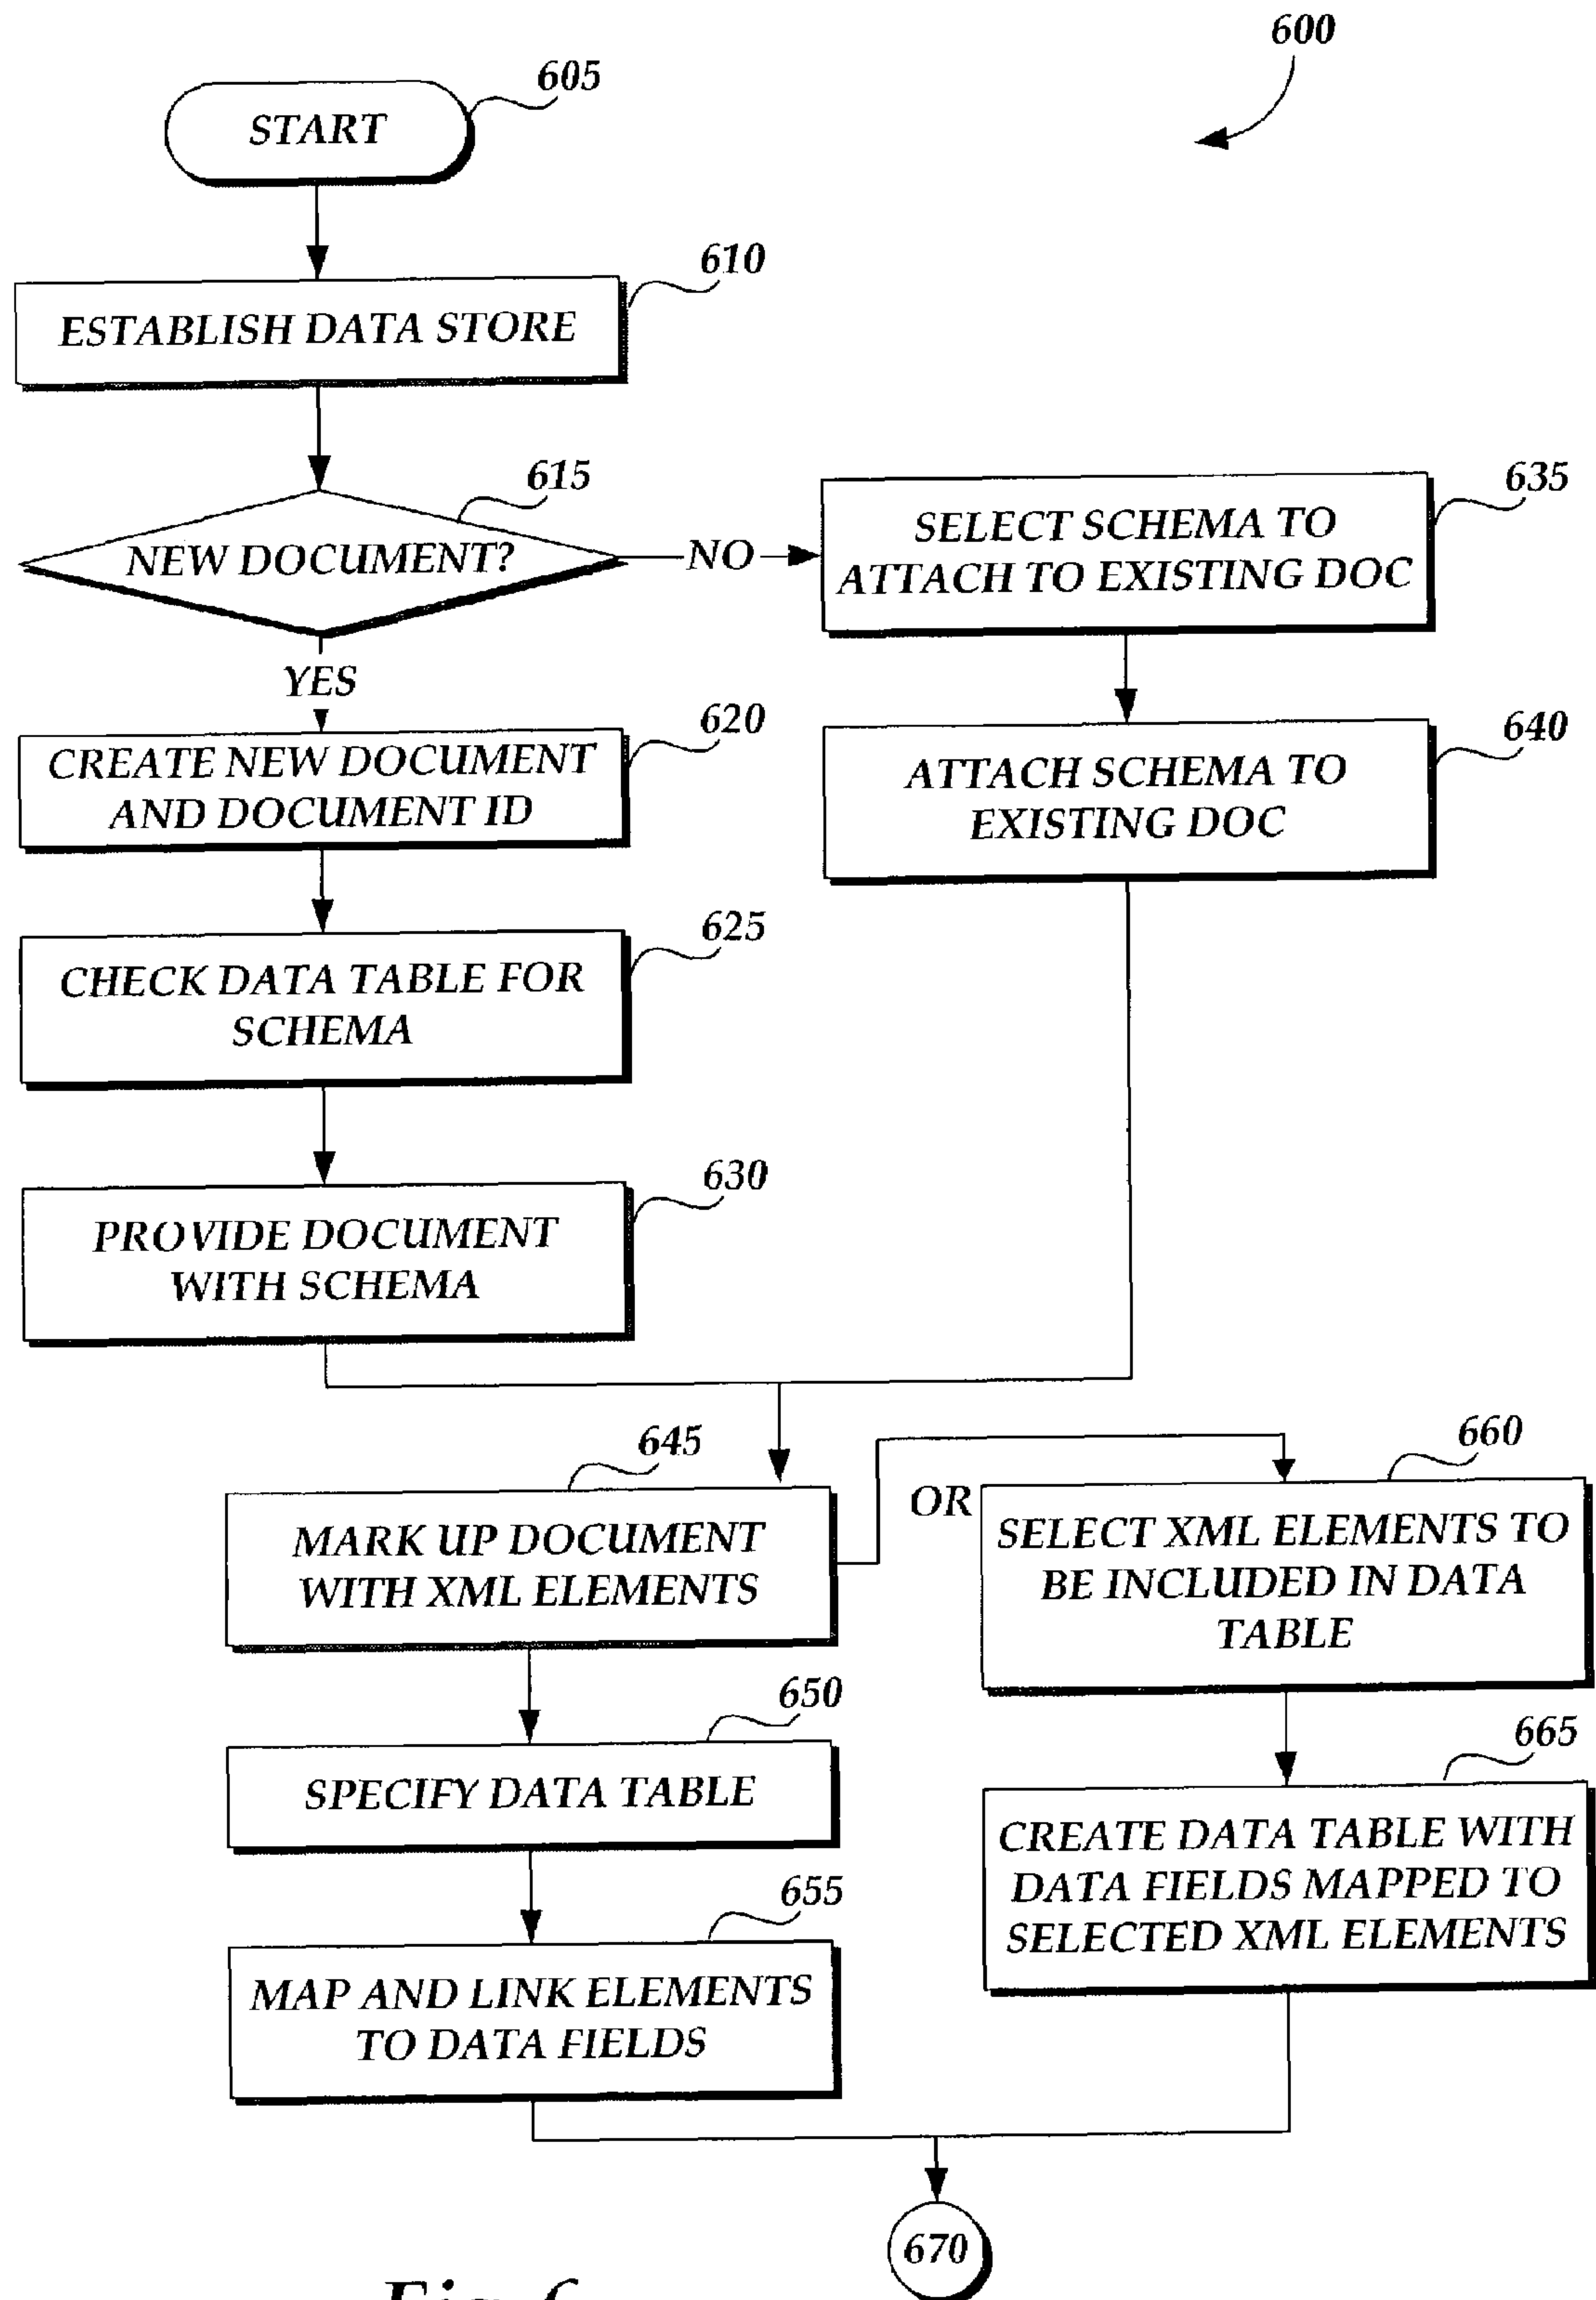 600
605
START
610
ESTABLISH DATA STORE
615
NEW DOCUMENT?
NO
635
SELECT SCHEMA TO
ATTACH TO EXISTING DOC
YES
620
CREATE NEW DOCUMENT
AND DOCUMENT ID
640
ATTACH SCHEMA TO
EXISTING DOC
625
CHECK DATA TABLE FOR
SCHEMA
630
PROVIDE DOCUMENT
WITH SCHEMA
645
MARK UP DOCUMENT
WITH XML ELEMENTS
OR
660
SELECT XML ELEMENTS TO
BE INCLUDED IN DATA
TABLE
650
SPECIFY DATA TABLE
665
CREATE DATA TABLE WITH
DATA FIELDS MAPPED TO
SELECTED XML ELEMENTS
655
MAP AND LINK ELEMENTS
TO DATA FIELDS
670